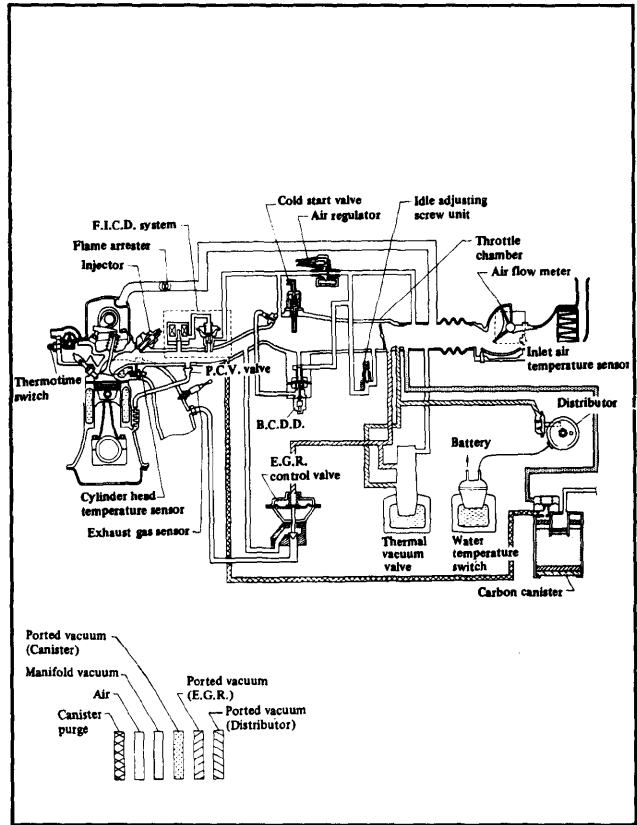 Cold start valve
Air regulator
Idle adjusting
screw unit
F.I.C.D. system
Flame arrester
Injector
Throttle
chamber
Air flow meter
Inlet air
temperature sensor
Thermotime
switch
P.C.V. valve
B.C.D.D.
Distributor
Battery
E.G.R.
control valve
Cylinder head
temperature sensor
Exhaust gas sensor
Thermal
vacuum
valve
Water
temperature
switch
Carbon canister
Ported vacuum
(Canister)
Manifold vacuum
Air
Canister
purge
Ported vacuum
(E.G.R.)
Ported vacuum
(Distributor)